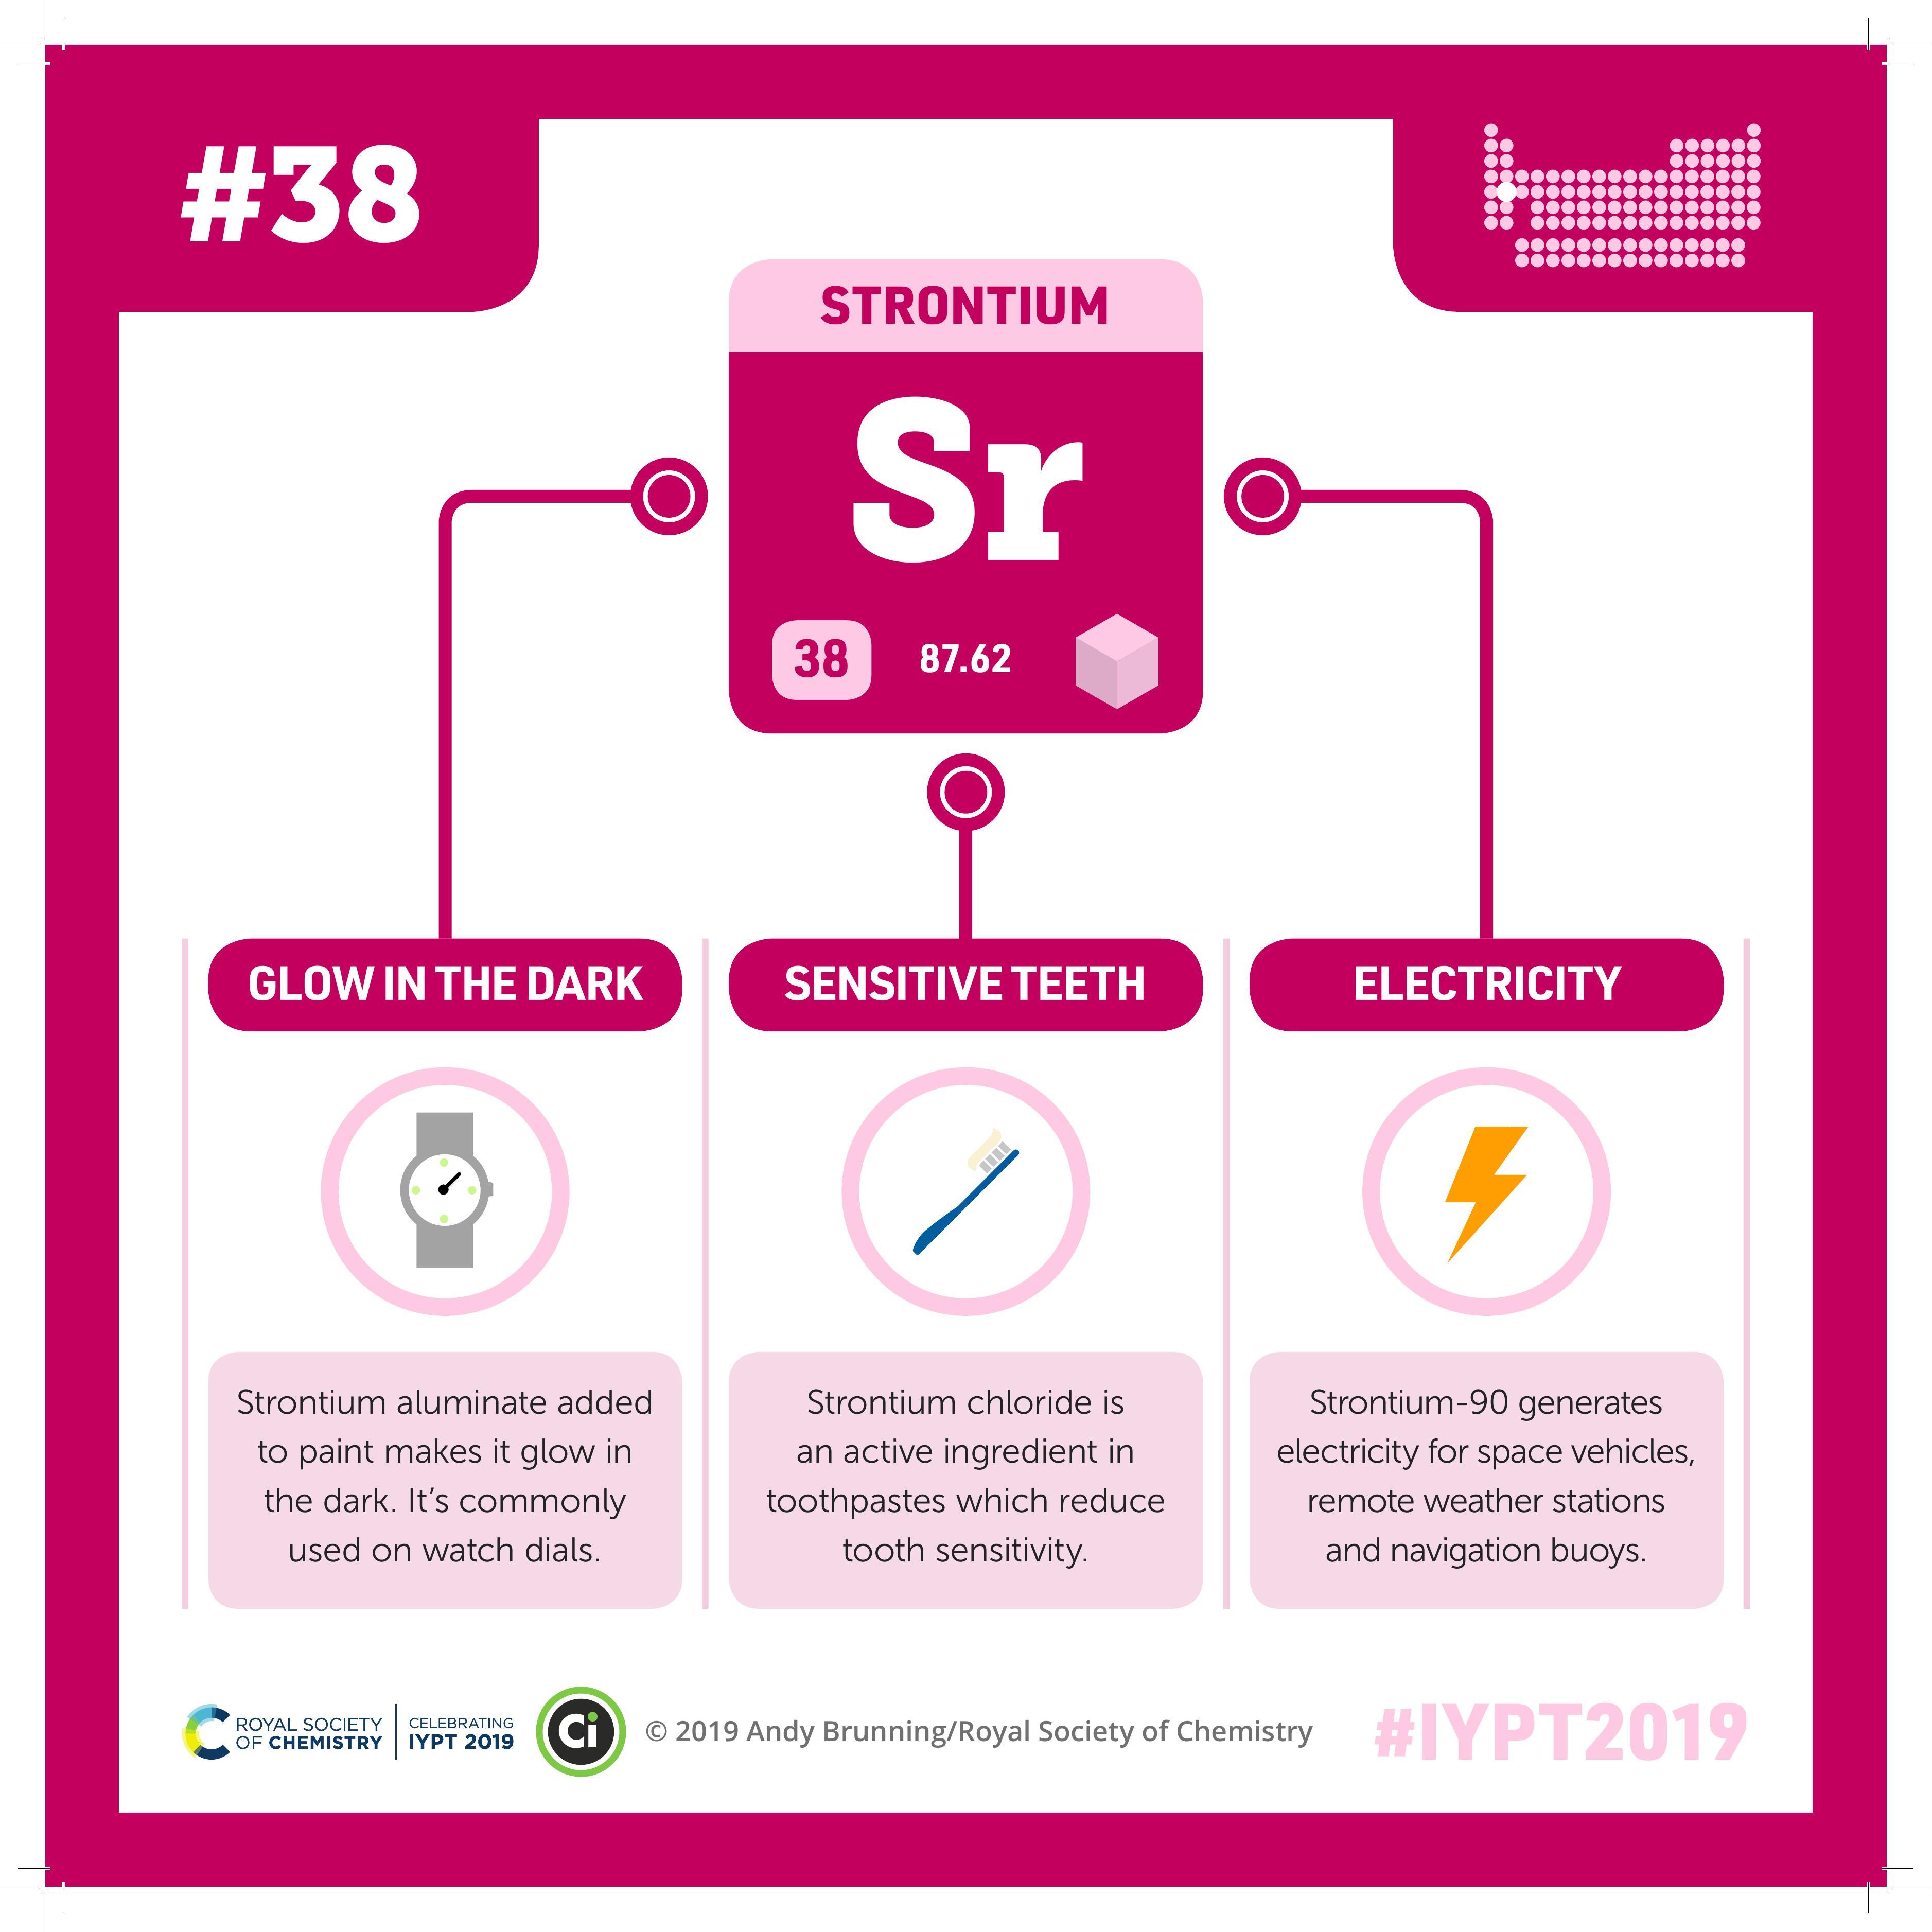 #38
STRONTIUM
Sr
38 87.62
GLOW IN THE DARK
Strontium aluminate added
to paint makes it glow in
the dark. It's commonly
used on watch dials.
SENSITIVE TEETH
Strontium chloride is
an active ingredient in
toothpastes which reduce
tooth sensitivity.
ELECTRICITY
Strontium-90 generates
electricity for space vehicles,
remote weather stations
and navigation buoys.
ROYAL SOCIETY
OF CHEMISTRY
CELEBRATING
IYPT 2019
Ci
© 2019 Andy Brunning/Royal Society of Chemistry
#IYPT2019